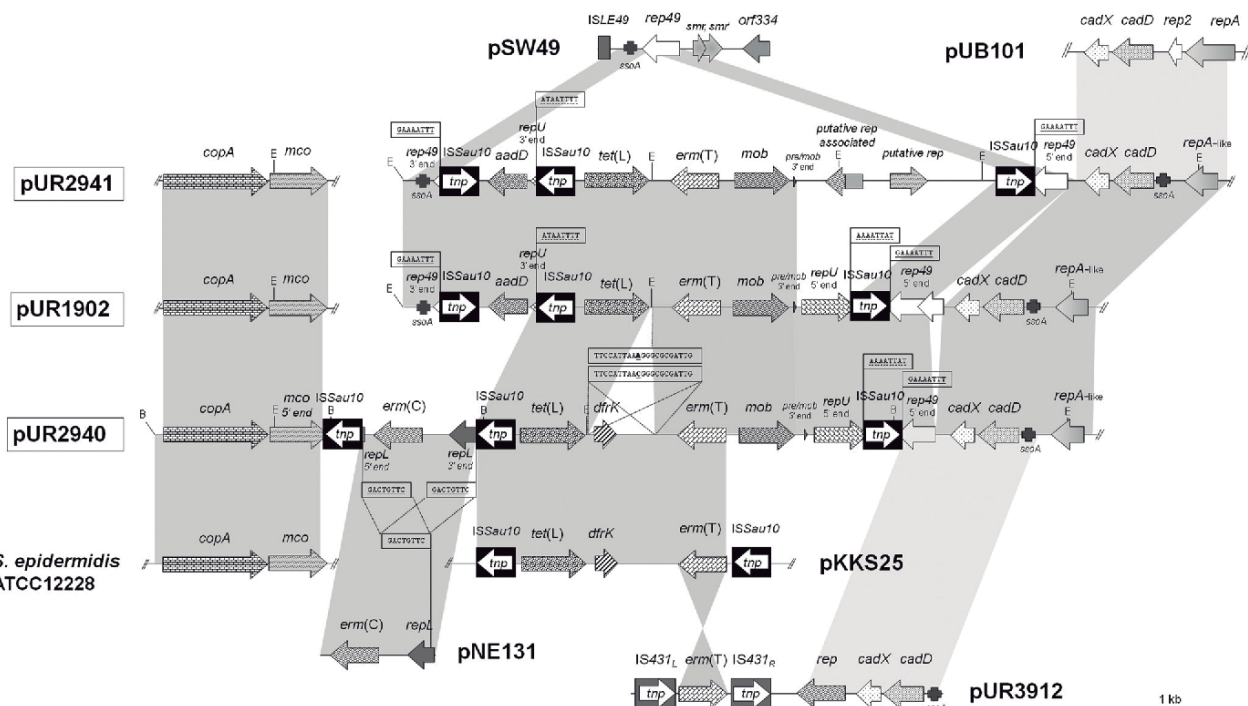 ISLE49 rep49 smr, smr orf334
pSW49
ssoA
cadX cadD rep2 repA
pUB101
ATAATTTT
GAAAATTT
GAAAATTT
copA E mco
E rep49 3' end ISSau10 aadD repU 3' end ISSau10 tet(L) E erm(T) mob pre/mob 3' end putative rep associated putative rep E ISSau10 rep49 5' end cadX cadD repA-like E
pUR2941
tnp tnp tnp
ssoA ssoA
ATAATTTT
GAAAATTT
AAAATTAT
GAAAATTT
copA E mco
E rep49 3' end ISSau10 aadD repU 3' end ISSau10 tet(L) E erm(T) mob pre/mob 3' end repU 5' end ISSau10 rep49 5' end cadX cadD repA-like E
pUR1902
tnp tnp tnp
ssoA ssoA
TTCCATTAAAGGGCGCGATTG
TTCCATTAACGGGCGCGATTG
AAAATTAT
GAAAATTT
B copA E mco 5' end ISSau10 B erm(C) ISSau10 B tet(L) E dfrK erm(T) mob pre/mob 3' end repU 5' end ISSau10 B rep49 5' end cadX cadD repA-like E
pUR2940
tnp tnp tnp
repL 5' end repL 3' end ssoA
GACTGTTC GACTGTTC
GACTGTTC
copA mco
S. epidermidis
ATCC12228
ISSau10 tet(L) dfrK erm(T) ISSau10
tnp tnp
pKKS25
erm(C) repL
pNE131
IS431L erm(T) IS431R rep cadX cadD
tnp tnp
pUR3912
ssoA
1 kb